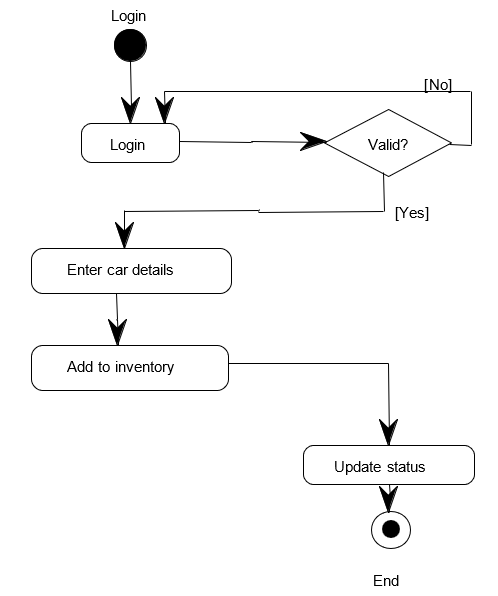 Login
[No]
Login
Valid?
[Yes]
Enter car details
Add to inventory
Update status
End